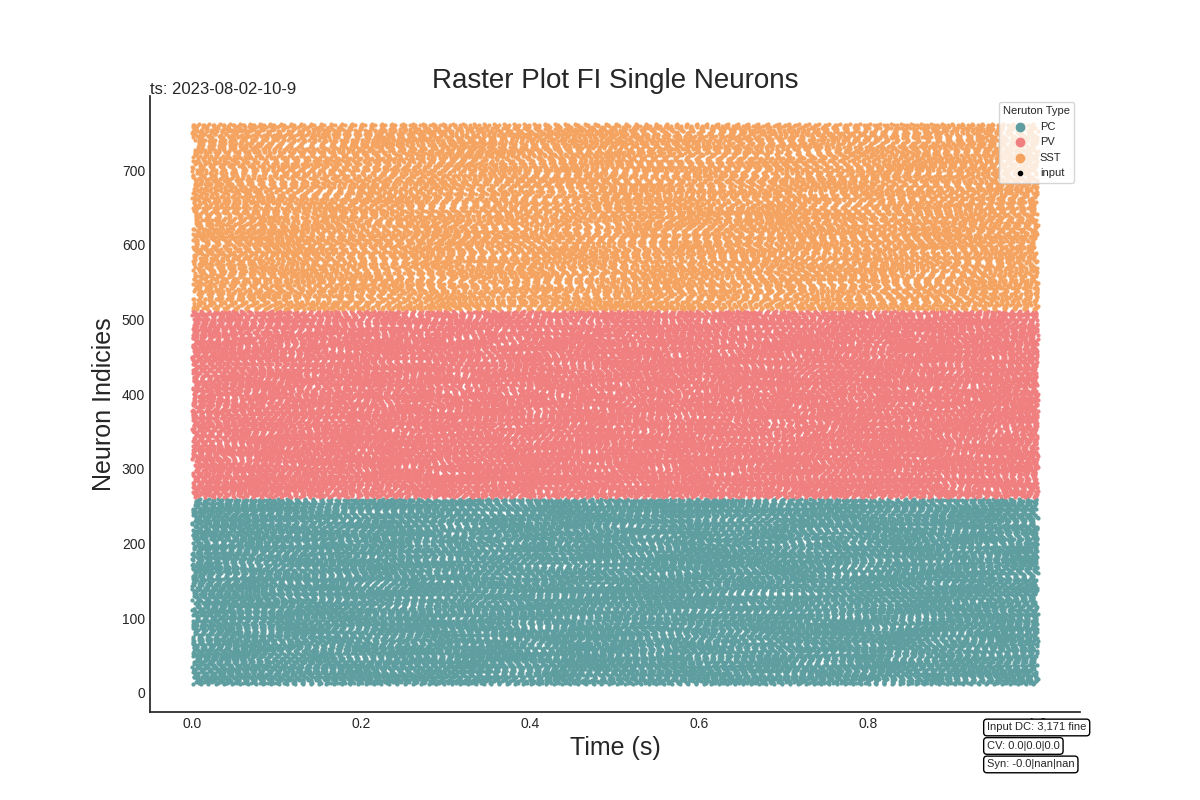 Raster Plot FI Single Neurons
ts: 2023-08-02-10-9
Neruton Type
PC
PV
SST
input
Neuron Indicies
700
600
500
400
300
200
100
0
0.0
0.2
0.4
0.6
0.8
Time (s)
Input DC: 3,171 fine
CV: 0.0|0.0|0.0
Syn: -0.0|nan|nan